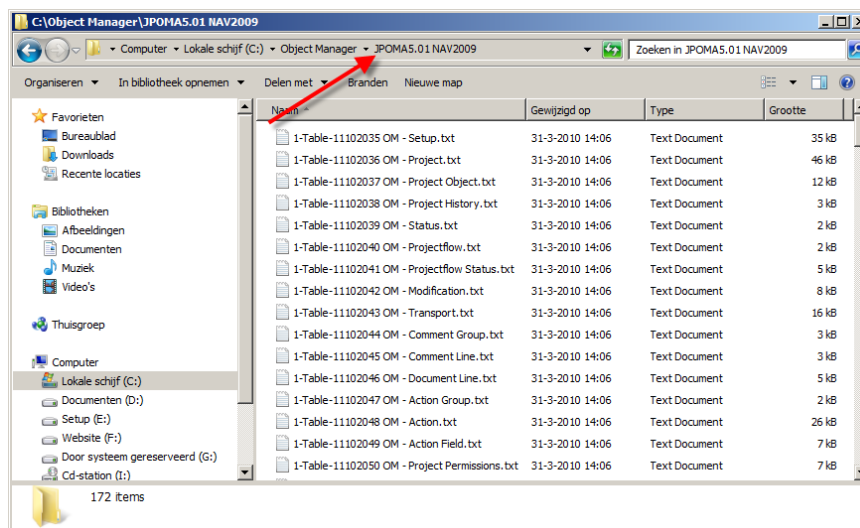 C:\Object Manager\JPOMA5.01 NAV2009
Computer Lokale schijf (C:) Object Manager JPOMA5.01 NAV2009
Zoeken in JPOMA5.01 NAV2009
Organiseren In bibliotheek opnemen Delen met Branden Nieuwe map
Favorieten
Bureaublad
Downloads
Recente locaties
Bibliotheken
Afbeeldingen
Documenten
Muziek
Video's
Thuisgroep
Computer
Lokale schijf (C:)
Documenten (D:)
Setup (E:)
Website (F:)
Door systeem gereserveerd (G:)
Cd-station (I:)
Naam Gewijzigd op Type Grootte
1-Table-11102035 OM - Setup.txt 31-3-2010 14:06 Text Document 35 kB
1-Table-11102036 OM - Project.txt 31-3-2010 14:06 Text Document 46 kB
1-Table-11102037 OM - Project Object.txt 31-3-2010 14:06 Text Document 12 kB
1-Table-11102038 OM - Project History.txt 31-3-2010 14:06 Text Document 3 kB
1-Table-11102039 OM - Status.txt 31-3-2010 14:06 Text Document 2 kB
1-Table-11102040 OM - Projectflow.txt 31-3-2010 14:06 Text Document 2 kB
1-Table-11102041 OM - Projectflow Status.txt 31-3-2010 14:06 Text Document 5 kB
1-Table-11102042 OM - Modification.txt 31-3-2010 14:06 Text Document 8 kB
1-Table-11102043 OM - Transport.txt 31-3-2010 14:06 Text Document 16 kB
1-Table-11102044 OM - Comment Group.txt 31-3-2010 14:06 Text Document 3 kB
1-Table-11102045 OM - Comment Line.txt 31-3-2010 14:06 Text Document 3 kB
1-Table-11102046 OM - Document Line.txt 31-3-2010 14:06 Text Document 5 kB
1-Table-11102047 OM - Action Group.txt 31-3-2010 14:06 Text Document 2 kB
1-Table-11102048 OM - Action.txt 31-3-2010 14:06 Text Document 26 kB
1-Table-11102049 OM - Action Field.txt 31-3-2010 14:06 Text Document 7 kB
1-Table-11102050 OM - Project Permissions.txt 31-3-2010 14:06 Text Document 7 kB
172 items